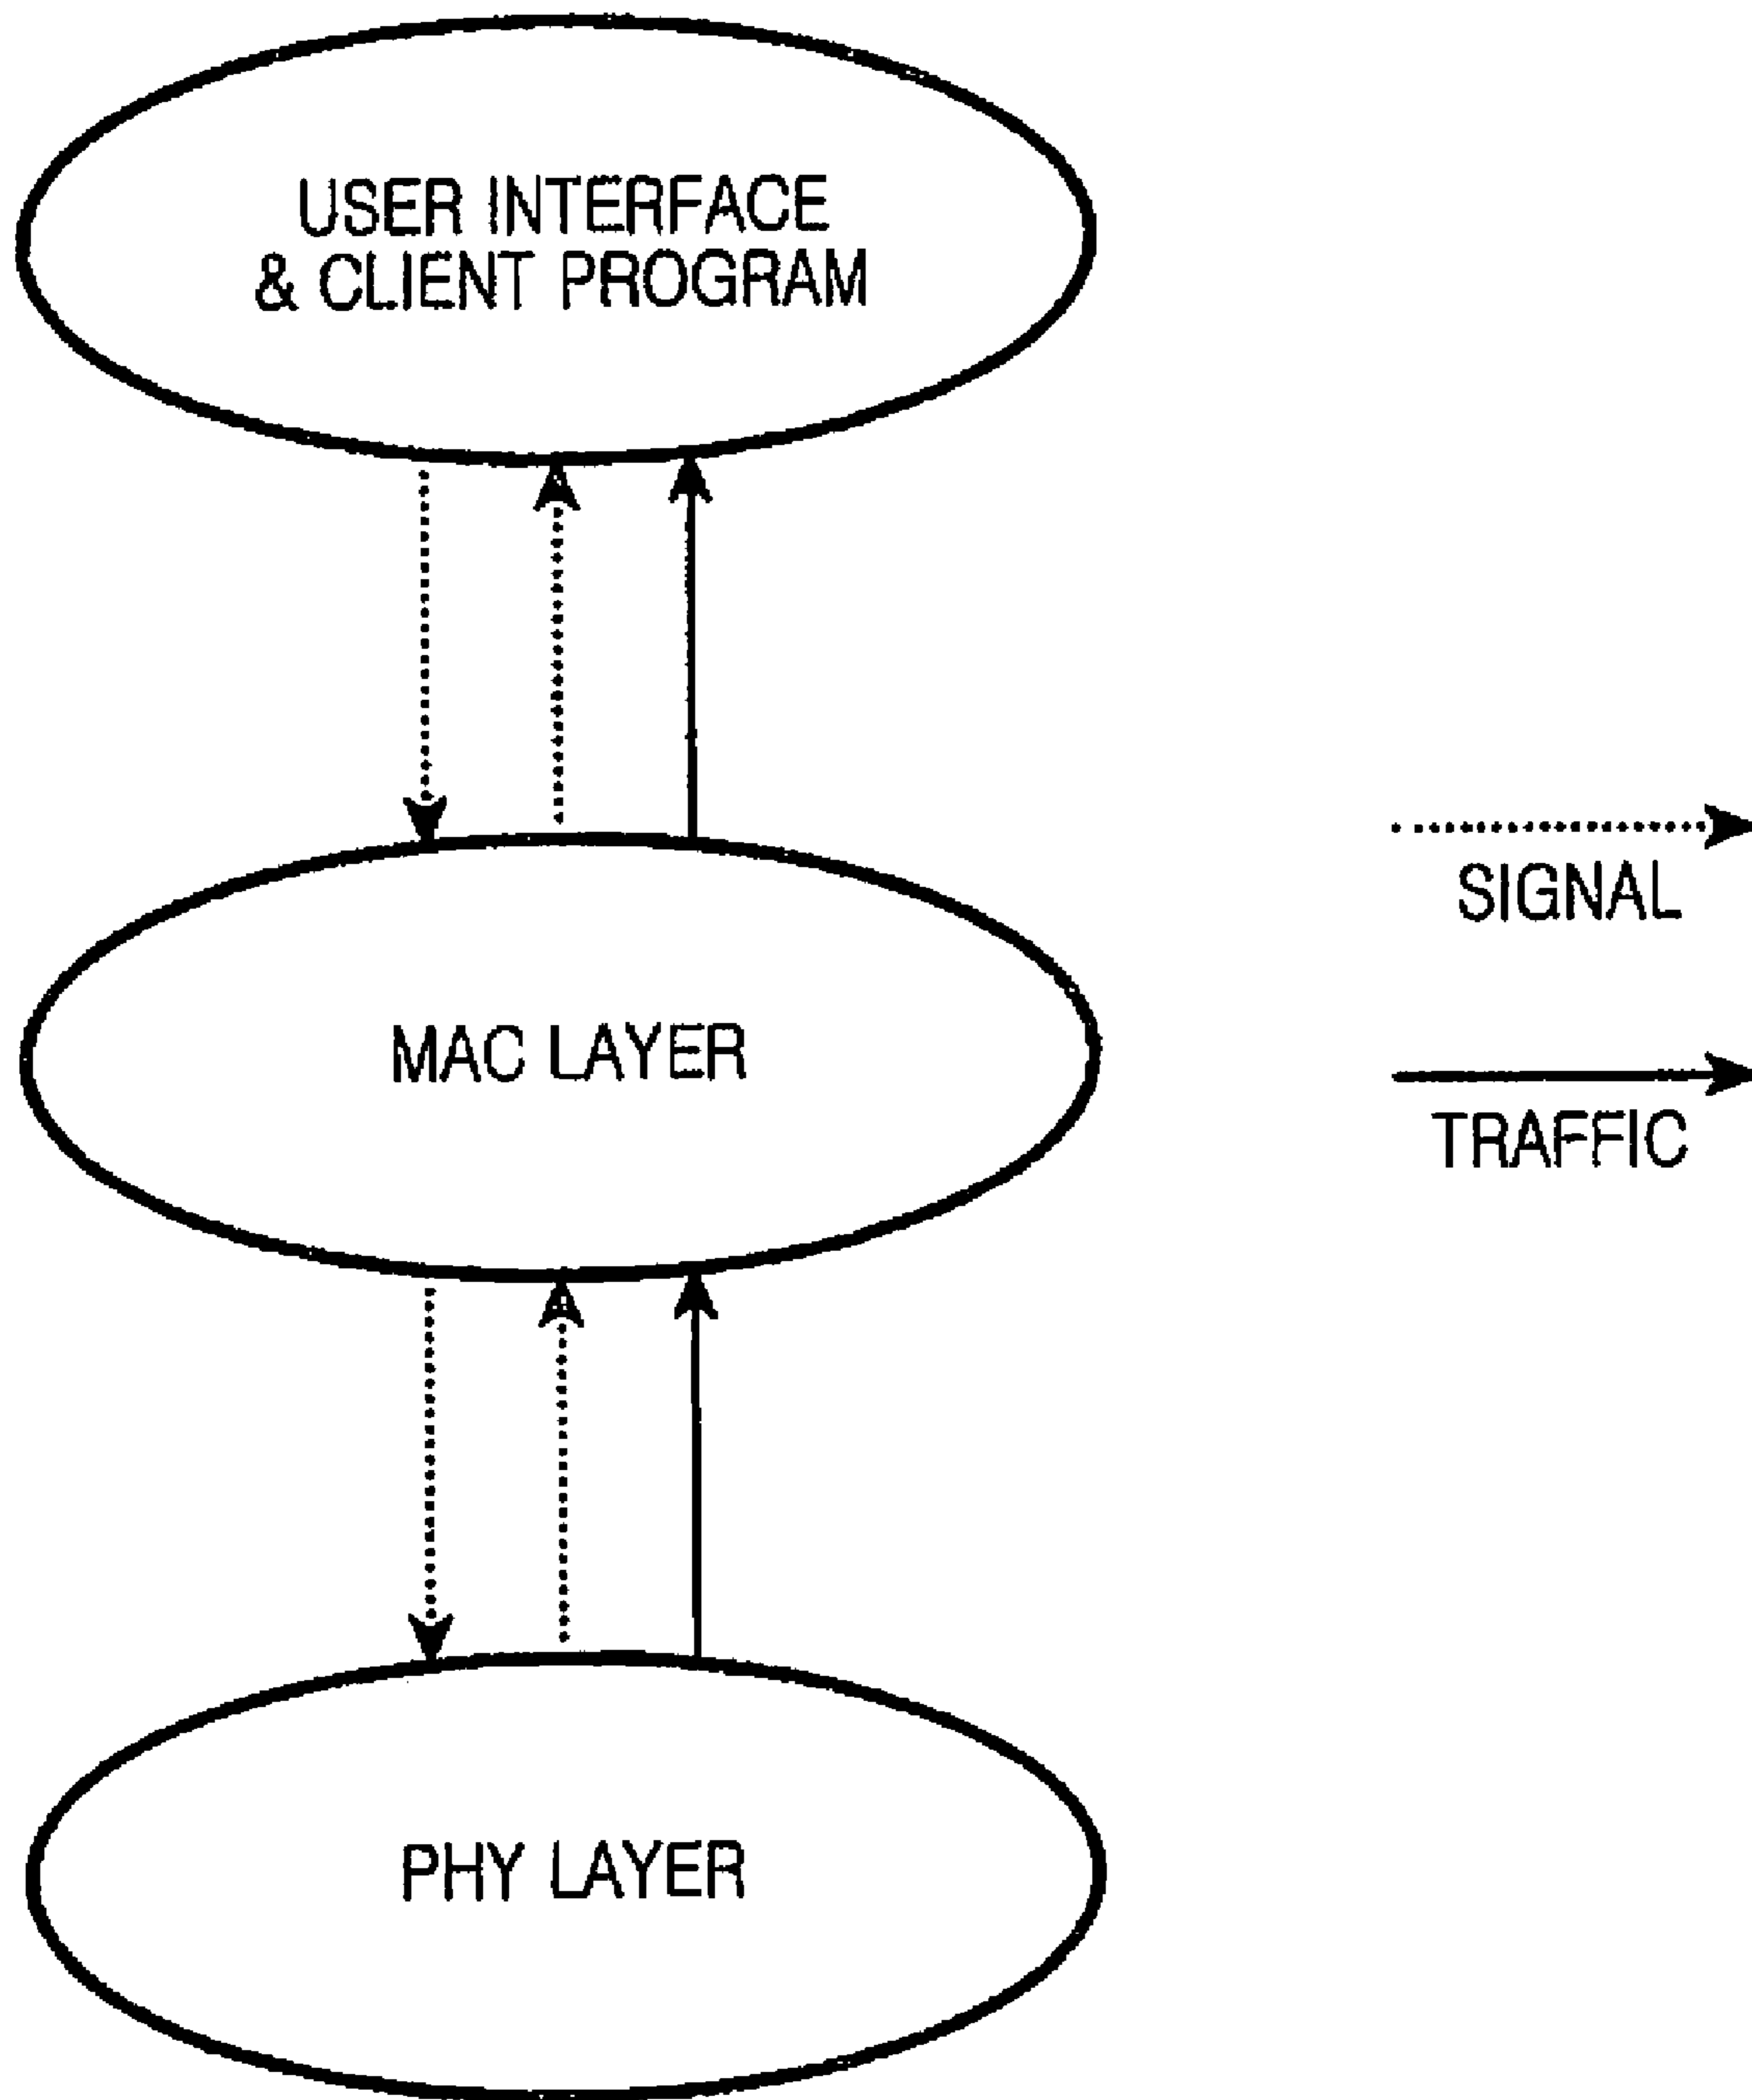 USER INTERFACE
& CLIENT PROGRAM
MAC LAYER
SIGNAL
TRAFFIC
PHY LAYER